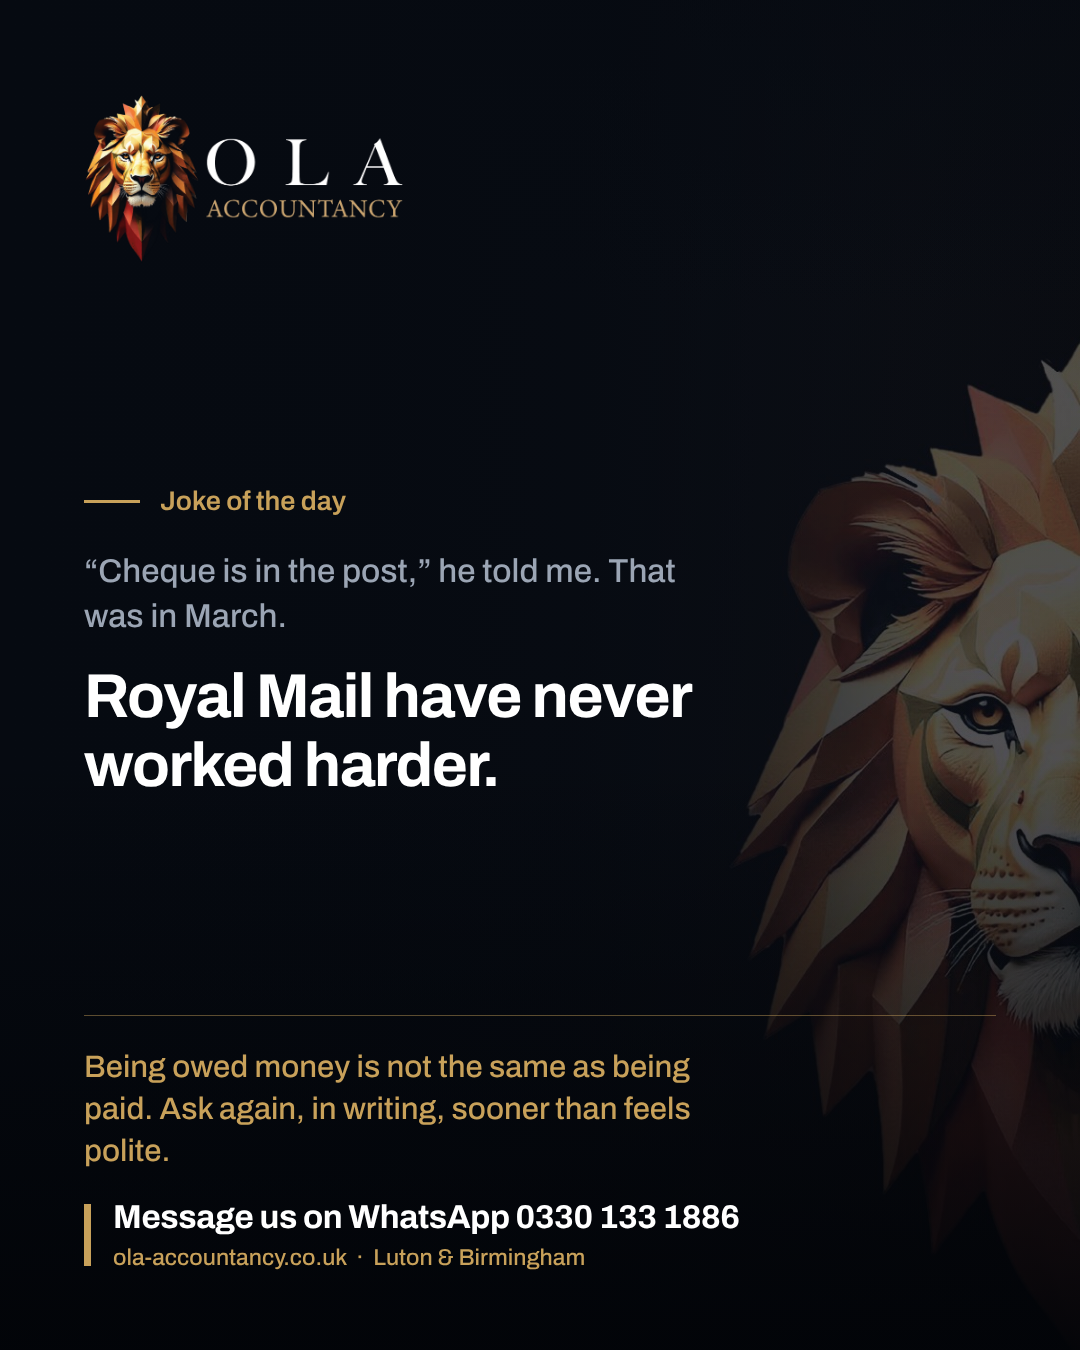 OLA
ACCOUNTANCY
Joke of the day
“Cheque is in the post,” he told me. That
was in March.
Royal Mail have never
worked harder.
Being owed money is not the same as being
paid. Ask again, in writing, sooner than feels
polite.
Message us on WhatsApp 0330 133 1886
ola-accountancy.co.uk · Luton & Birmingham